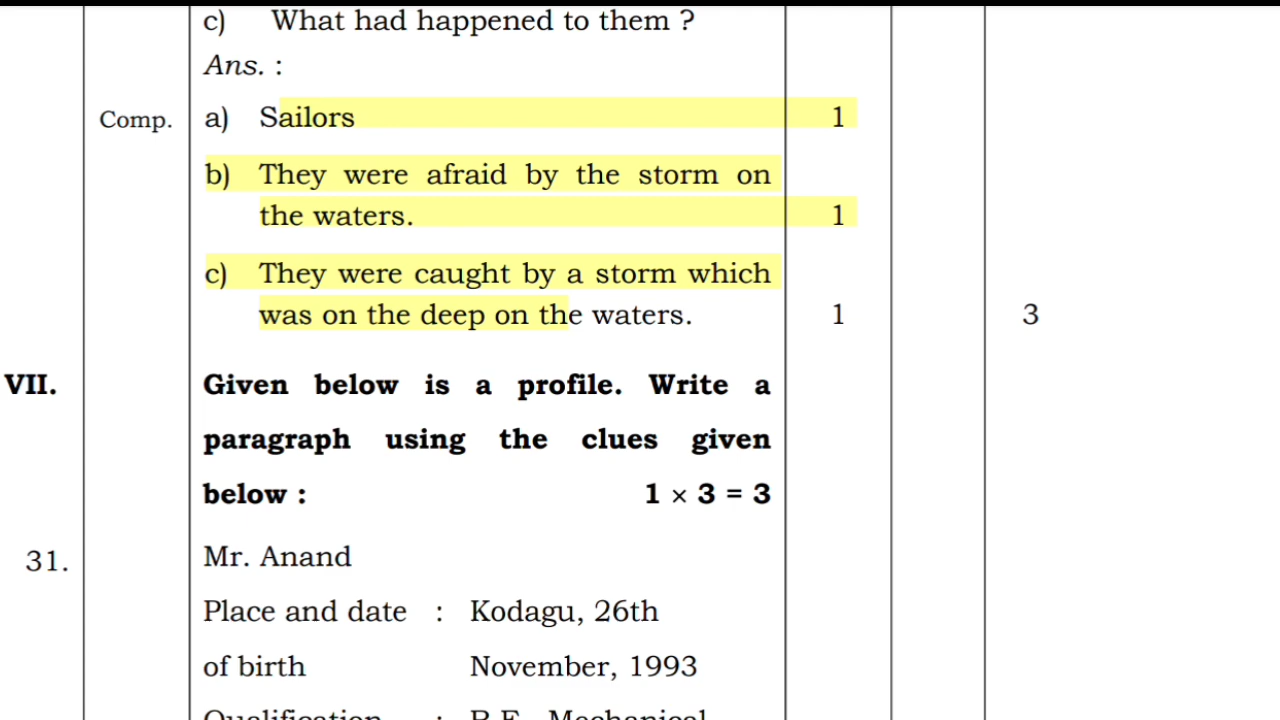 c) What had happened to them ?
Ans. :
Comp. a) Sailors 1
b) They were afraid by the storm on
the waters. 1
c) They were caught by a storm which
was on the deep on the waters. 1 3
VII. Given below is a profile. Write a
paragraph using the clues given
below : 1 × 3 = 3
31. Mr. Anand
Place and date : Kodagu, 26th
of birth November, 1993
Qualification : B.E., Mechanical